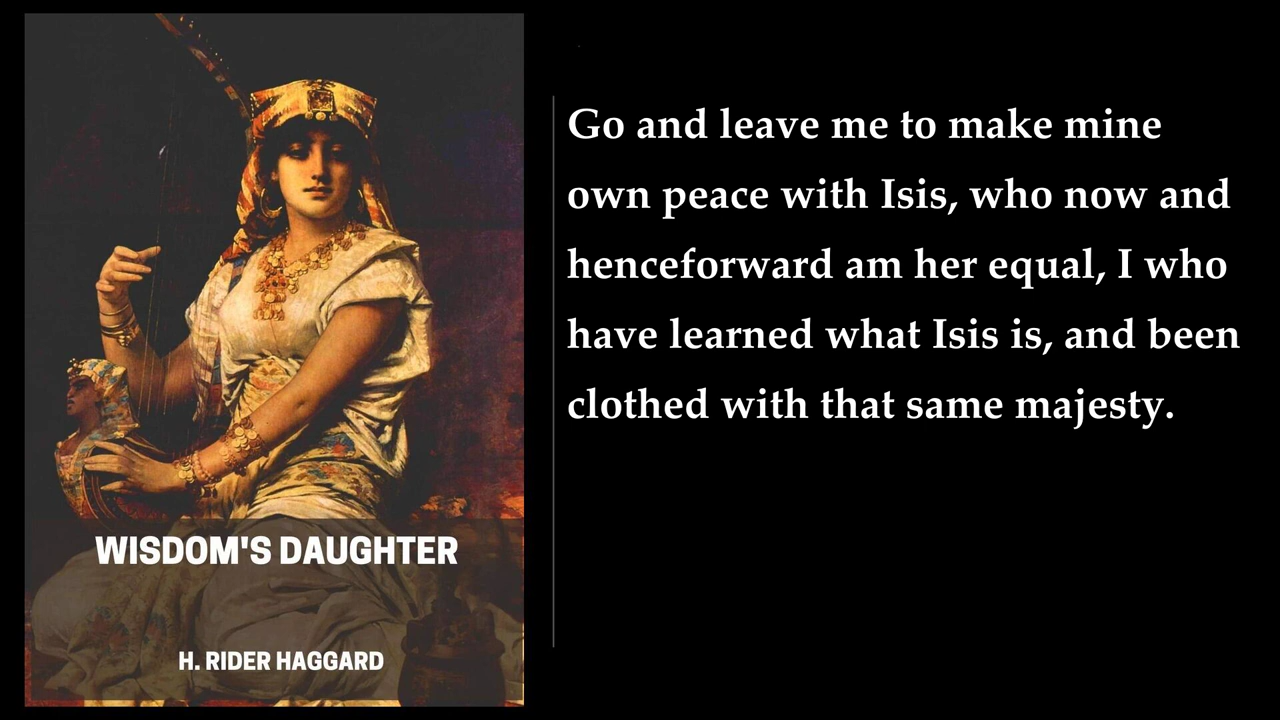 Go and leave me to make mine
own peace with Isis, who now and
henceforward am her equal, I who
have learned what Isis is, and been
clothed with that same majesty.
WISDOM'S DAUGHTER
H. RIDER HAGGARD